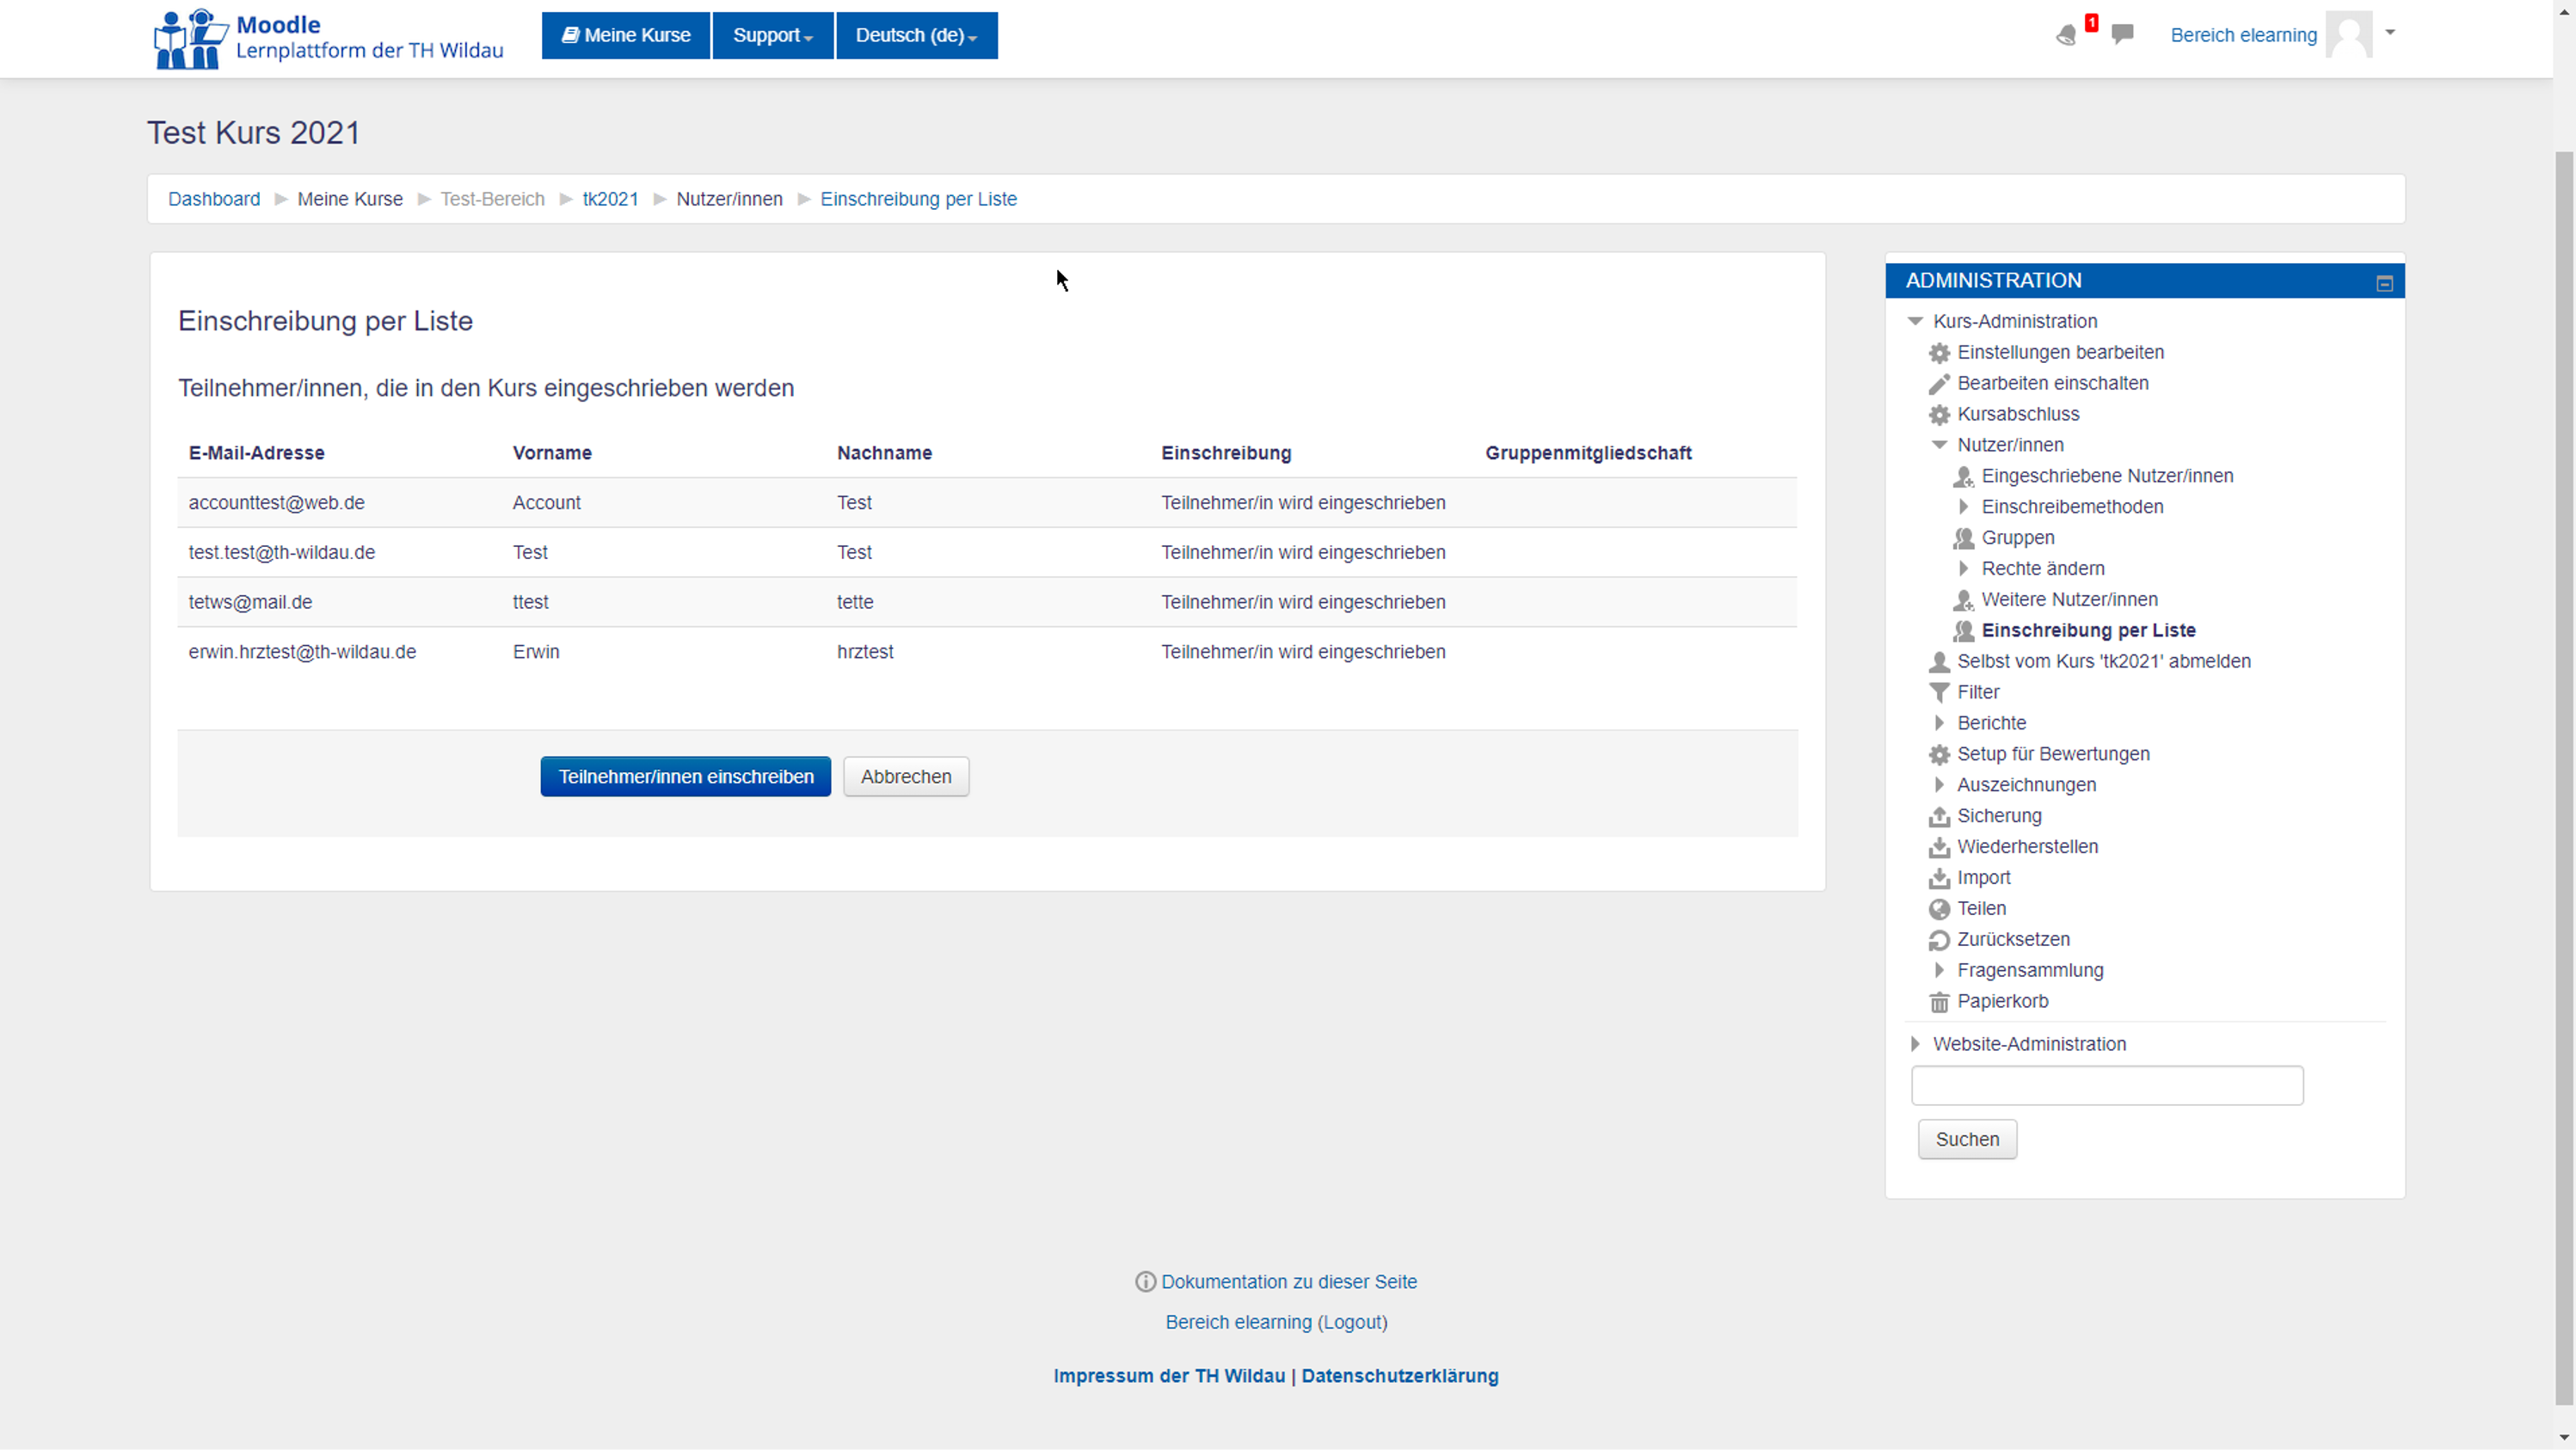 Moodle
Lernplattform der TH Wildau
Meine Kurse Support Deutsch (de)
1 Bereich elearning
Test Kurs 2021
Dashboard Meine Kurse Test-Bereich tk2021 Nutzer/innen Einschreibung per Liste
Einschreibung per Liste
Teilnehmer/innen, die in den Kurs eingeschrieben werden
E-Mail-Adresse Vorname Nachname Einschreibung Gruppenmitgliedschaft
accounttest@web.de Account Test Teilnehmer/in wird eingeschrieben
test.test@th-wildau.de Test Test Teilnehmer/in wird eingeschrieben
tetws@mail.de ttest tette Teilnehmer/in wird eingeschrieben
erwin.hrztest@th-wildau.de Erwin hrztest Teilnehmer/in wird eingeschrieben
Teilnehmer/innen einschreiben Abbrechen
ADMINISTRATION
Kurs-Administration
Einstellungen bearbeiten
Bearbeiten einschalten
Kursabschluss
Nutzer/innen
Eingeschriebene Nutzer/innen
Einschreibemethoden
Gruppen
Rechte ändern
Weitere Nutzer/innen
Einschreibung per Liste
Selbst vom Kurs 'tk2021' abmelden
Filter
Berichte
Setup für Bewertungen
Auszeichnungen
Sicherung
Wiederherstellen
Import
Teilen
Zurücksetzen
Fragensammlung
Papierkorb
Website-Administration
Suchen
Dokumentation zu dieser Seite
Bereich elearning (Logout)
Impressum der TH Wildau | Datenschutzerklärung